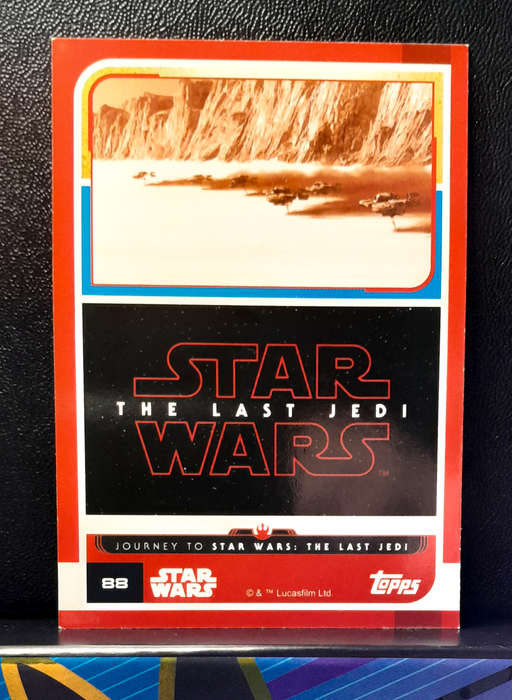 STAR
THE LAST JEDI
WARS
™
JOURNEY TO STAR WARS: THE LAST JEDI
88
STAR
WARS
© & ™ Lucasfilm Ltd.
Topps